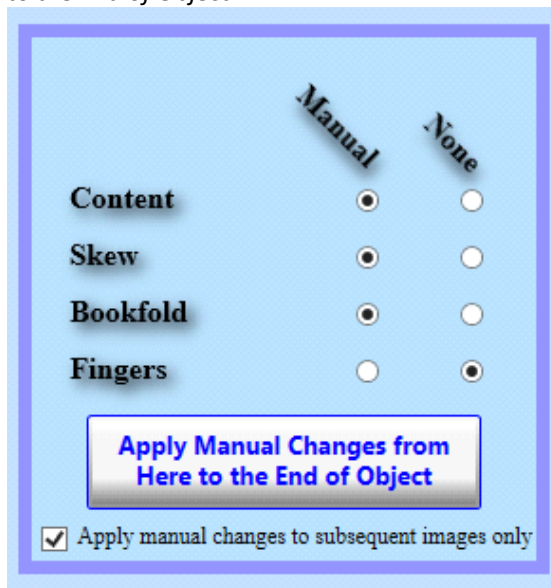 Manual None
Content
Skew
Bookfold
Fingers
Apply Manual Changes from
Here to the End of Object
Apply manual changes to subsequent images only